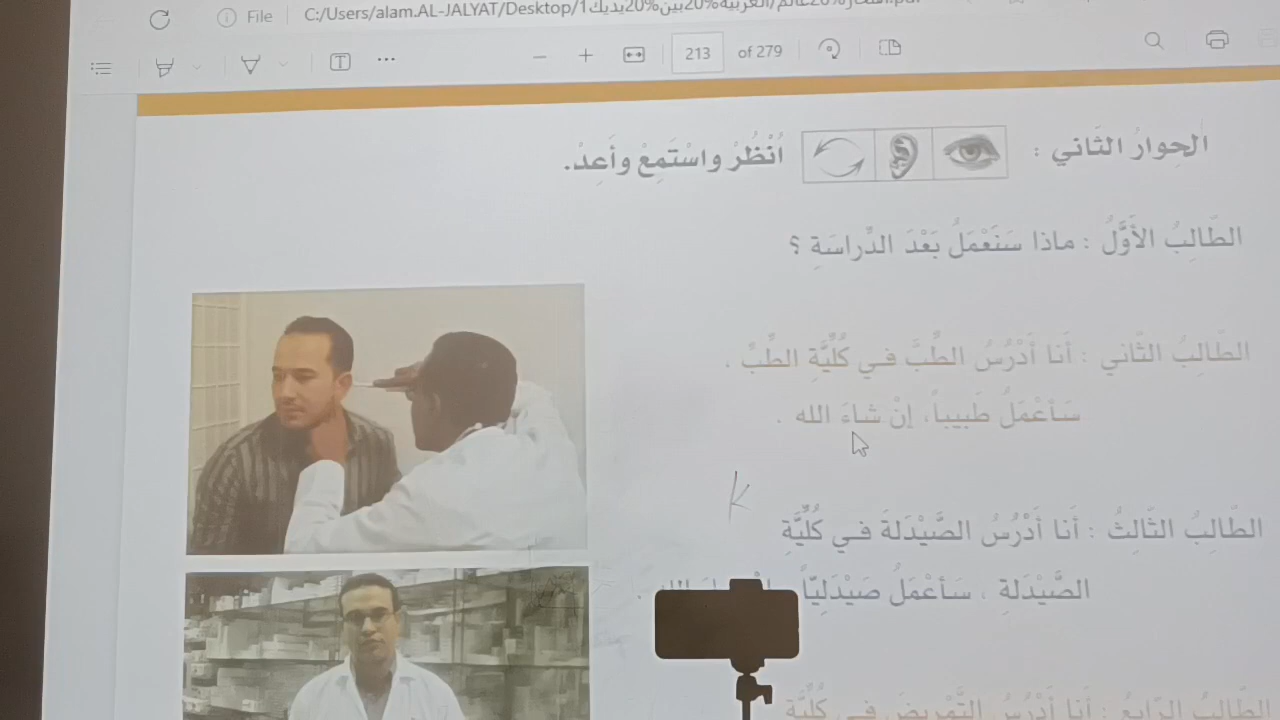 File
C:/Users/alam.AL-JALYAT/Desktop/
213 of 279
الحِوارُ الثّاني :
اُنْظُرْ واسْتَمِعْ وأَعِدْ.
الطّالِبُ الأَوَّلُ : ماذا سَنَعْمَلُ بَعْدَ الدِّراسَةِ ؟
الطّالِبُ الثّاني : أَنا أَدْرُسُ الطِّبَّ في كُلِّيَّةِ الطِّبِّ .
سَأَعْمَلُ طَبيباً، إِنْ شاءَ الله .
K
الطّالِبُ الثّالِثُ : أَنا أَدْرُسُ الصَّيْدَلَةَ في كُلِّيَّةِ
الصَّيْدَلَةِ ، سَأَعْمَلُ صَيْدَلِيّاً
الطّالِبُ الرّابِعُ : أَنا أَدْرُسُ التَّمْريضَ في كُلِّيَّةِ